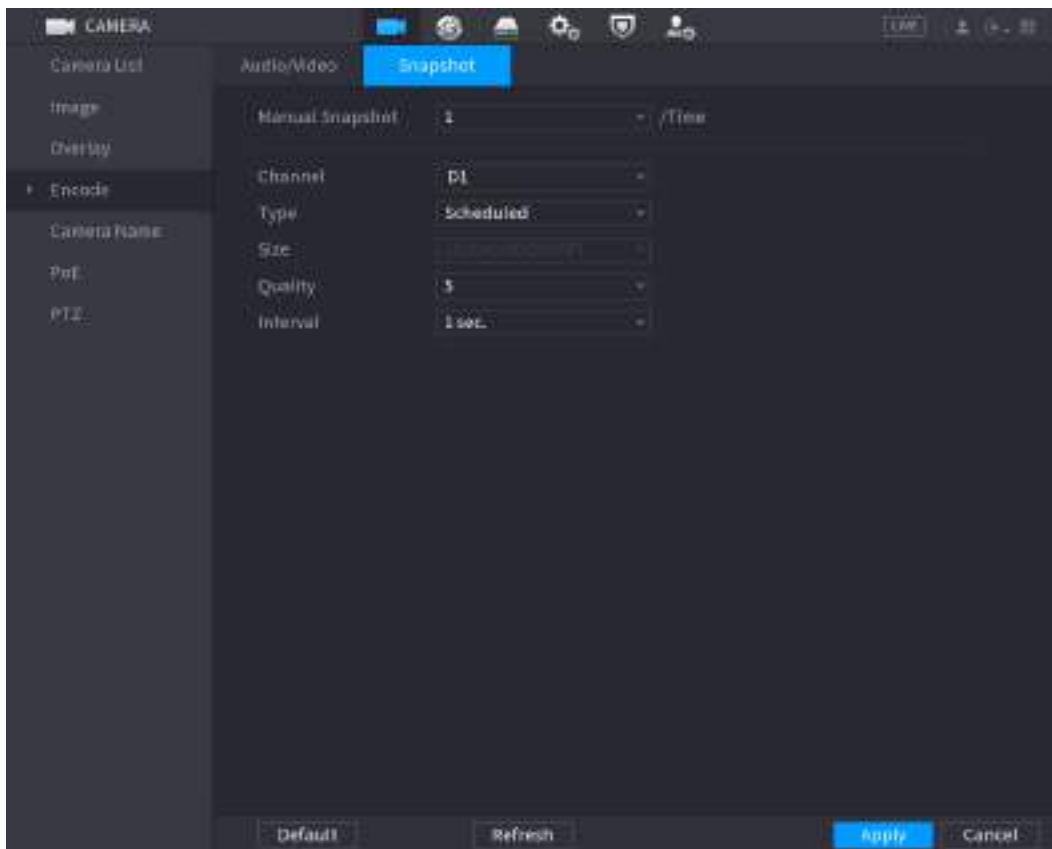 CAMERA LIVE
Camera List
Image
Overlay
Encode
Camera Name
PoE
PTZ
Audio/Video Snapshot
Manual Snapshot 1 /Time
Channel D1
Type Scheduled
Size
Quality 5
Interval 1 sec.
Default Refresh Apply Cancel